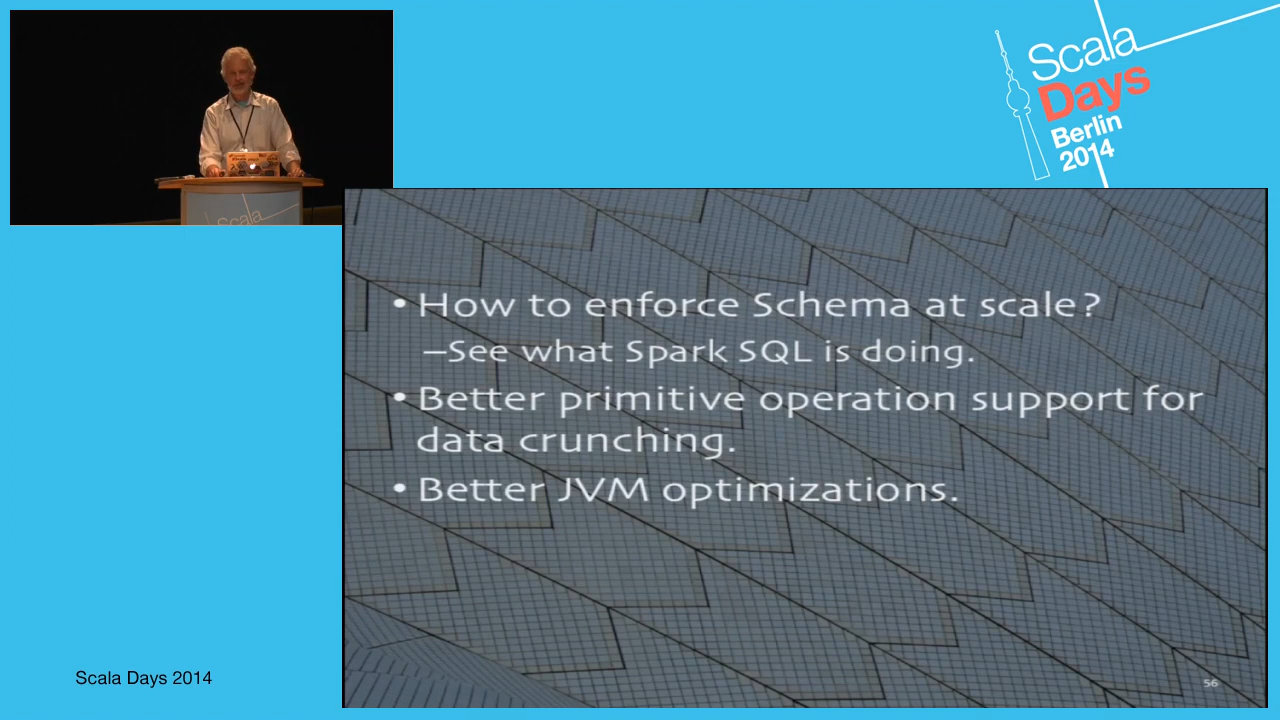 Scala
Days
Berlin
2014
Scala
• How to enforce Schema at scale?
–See what Spark SQL is doing.
• Better primitive operation support for
data crunching.
• Better JVM optimizations.
56
Scala Days 2014